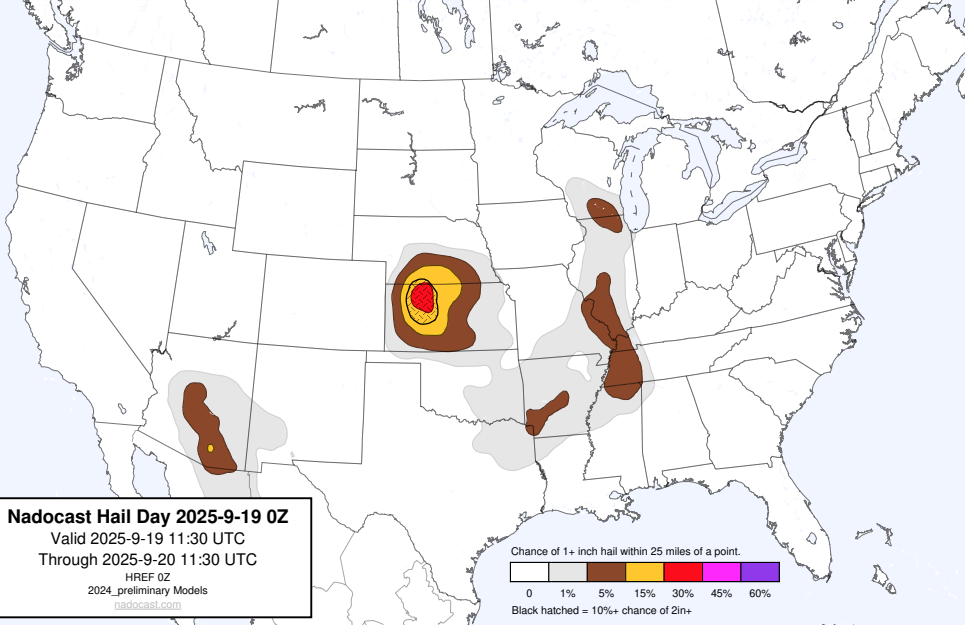 Nadocast Hail Day 2025-9-19 0Z
Valid 2025-9-19 11:30 UTC
Through 2025-9-20 11:30 UTC
HREF 0Z
2024_preliminary Models
nadocast.com
Chance of 1+ inch hail within 25 miles of a point.
0 1% 5% 15% 30% 45% 60%
Black hatched = 10%+ chance of 2in+